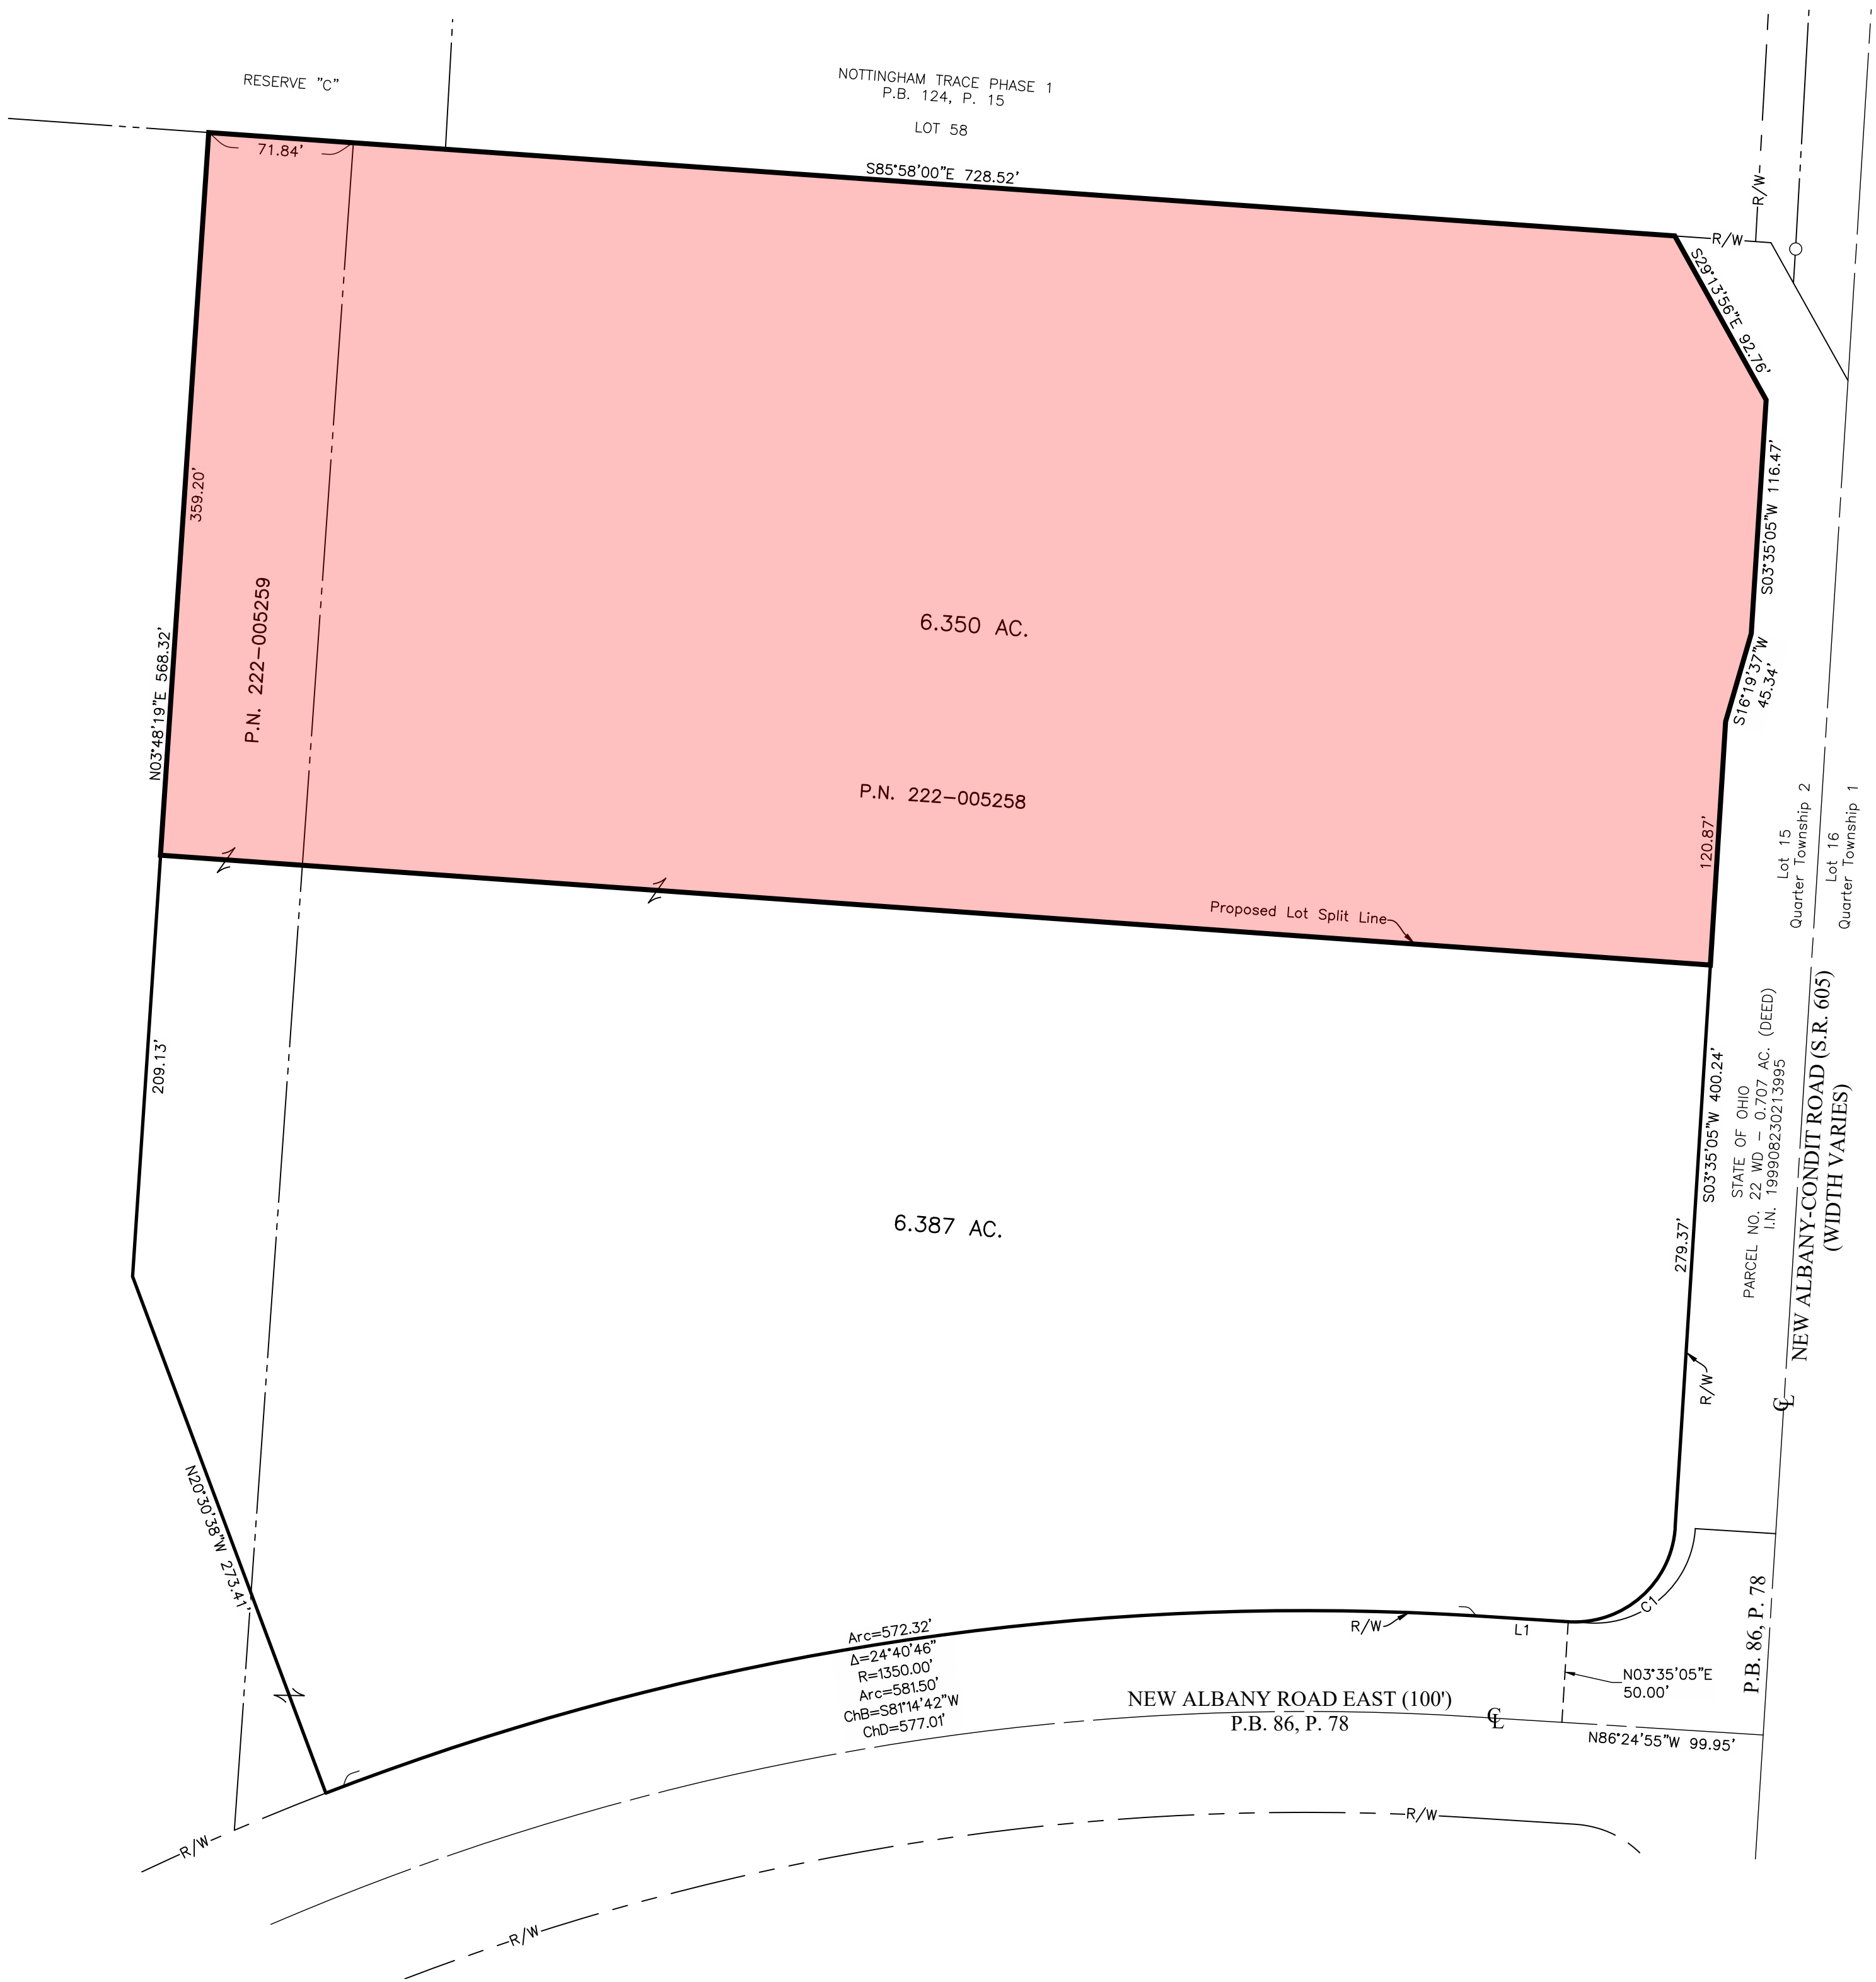 RESERVE "C"
NOTTINGHAM TRACE PHASE 1
P.B. 124, P. 15
LOT 58
71.84'
S85°58'00"E 728.52'
R/W
R/W
S29°13'56"E 92.76'
359.20'
S03°35'05"W 116.47'
P.N. 222-005259
6.350 AC.
N03°48'19"E 568.32'
S16°19'37"W
45.34'
P.N. 222-005258
120.87'
Lot 15
Quarter Township 2
Lot 16
Quarter Township 1
Proposed Lot Split Line
209.13'
S03°35'05"W 400.24'
STATE OF OHIO
PARCEL NO. 22 WD - 0.707 AC. (DEED)
I.N. 199908230213995
NEW ALBANY-CONDIT ROAD (S.R. 605)
(WIDTH VARIES)
6.387 AC.
279.37'
R/W
CL
N20°30'38"W 273.41'
C1
P.B. 86, P. 78
Arc=572.32'
Δ=24°40'46"
R=1350.00'
Arc=581.50'
ChB=S81°14'42"W
ChD=577.01'
R/W
L1
N03°35'05"E
50.00'
NEW ALBANY ROAD EAST (100')
P.B. 86, P. 78
CL
N86°24'55"W 99.95'
R/W
R/W
R/W